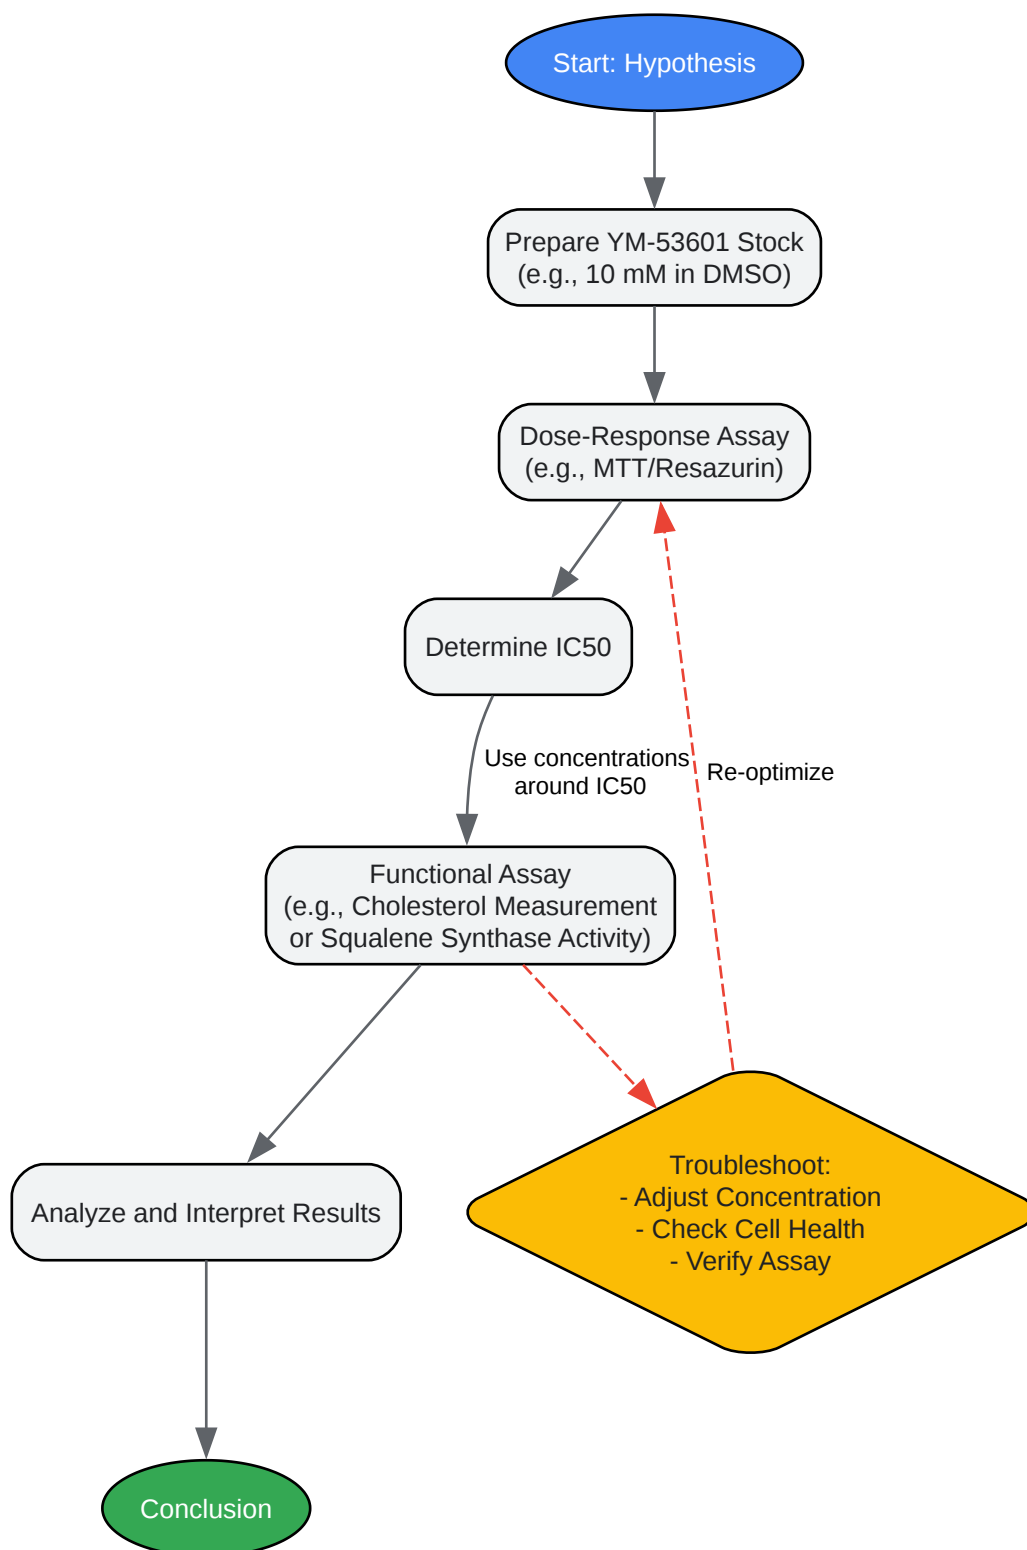 Start: Hypothesis
Prepare YM-53601 Stock
(e.g., 10 mM in DMSO)
Dose-Response Assay
(e.g., MTT/Resazurin)
Determine IC50
Use concentrations
around IC50
Re-optimize
Functional Assay
(e.g., Cholesterol Measurement
or Squalene Synthase Activity)
Troubleshoot:
- Adjust Concentration
- Check Cell Health
- Verify Assay
Analyze and Interpret Results
Conclusion